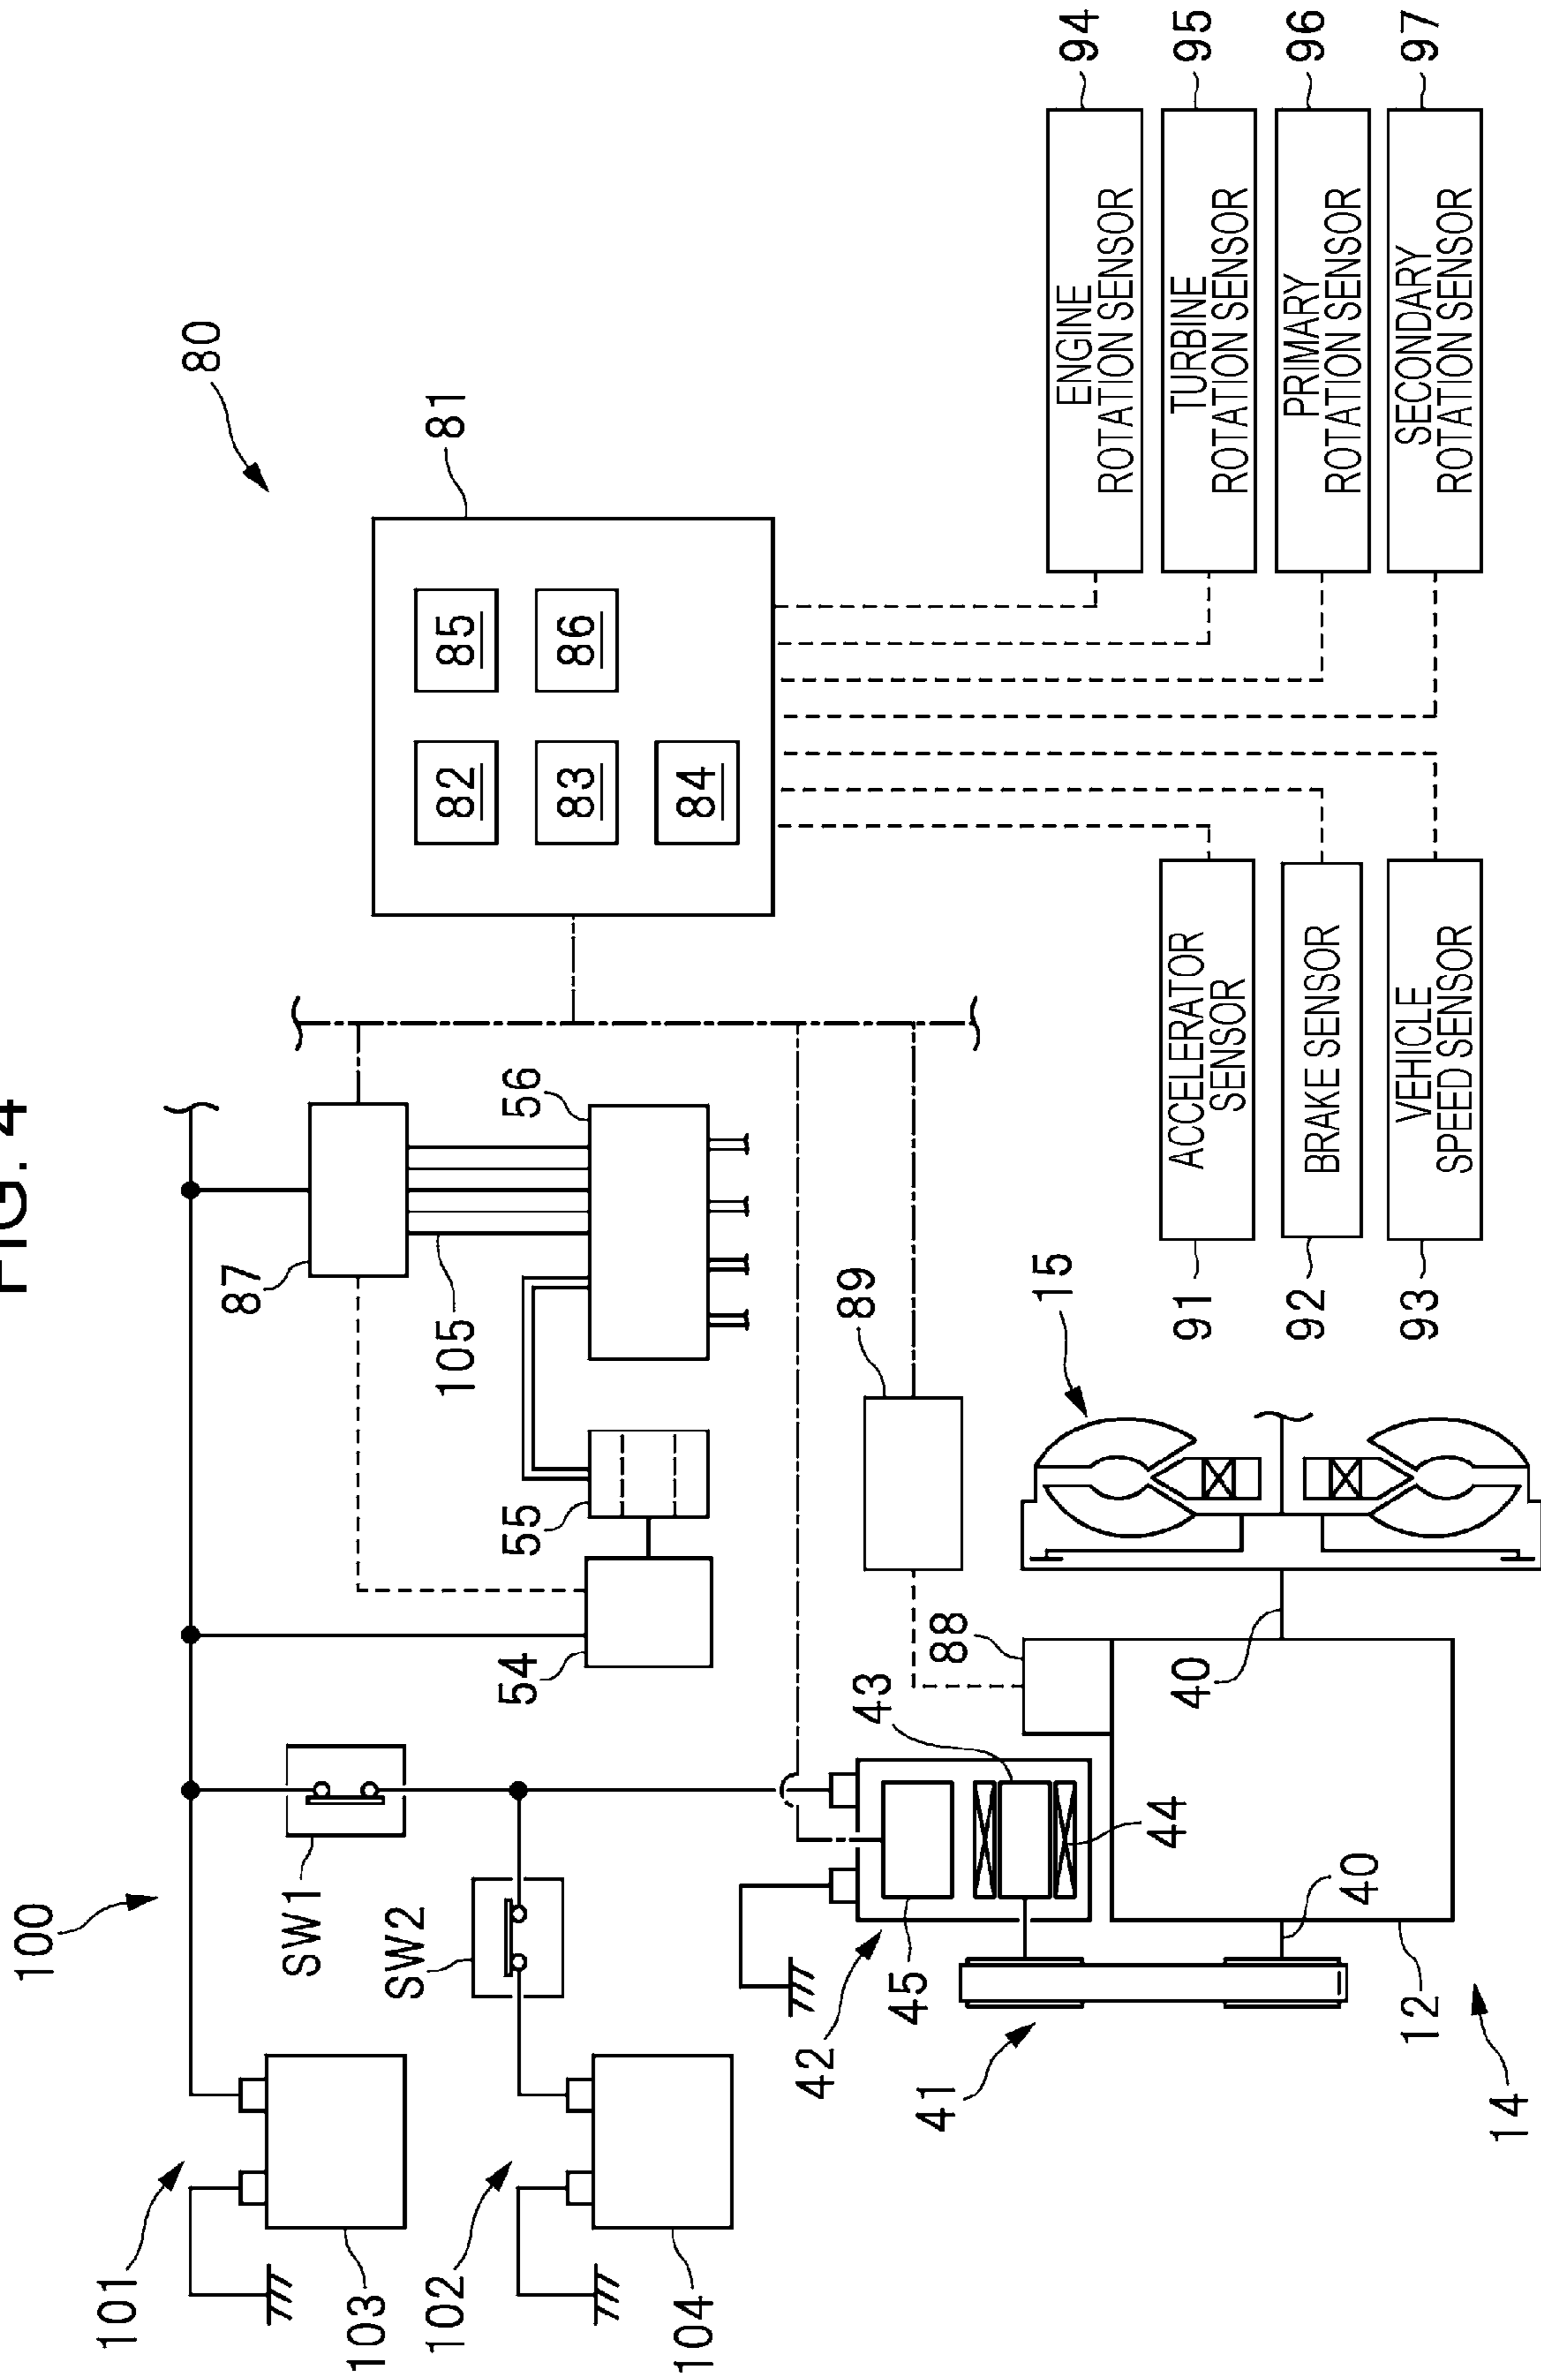 FIG. 4
100
101
103
102
104
SW1
SW2
54
55
87
105
56
80
81
82
85
83
86
84
42
45
43
44
41
88
89
40
40
12
14
15
91
ACCELERATOR
SENSOR
92
BRAKE SENSOR
93
VEHICLE
SPEED SENSOR
ENGINE
ROTATION SENSOR
94
TURBINE
ROTATION SENSOR
95
PRIMARY
ROTATION SENSOR
96
SECONDARY
ROTATION SENSOR
97